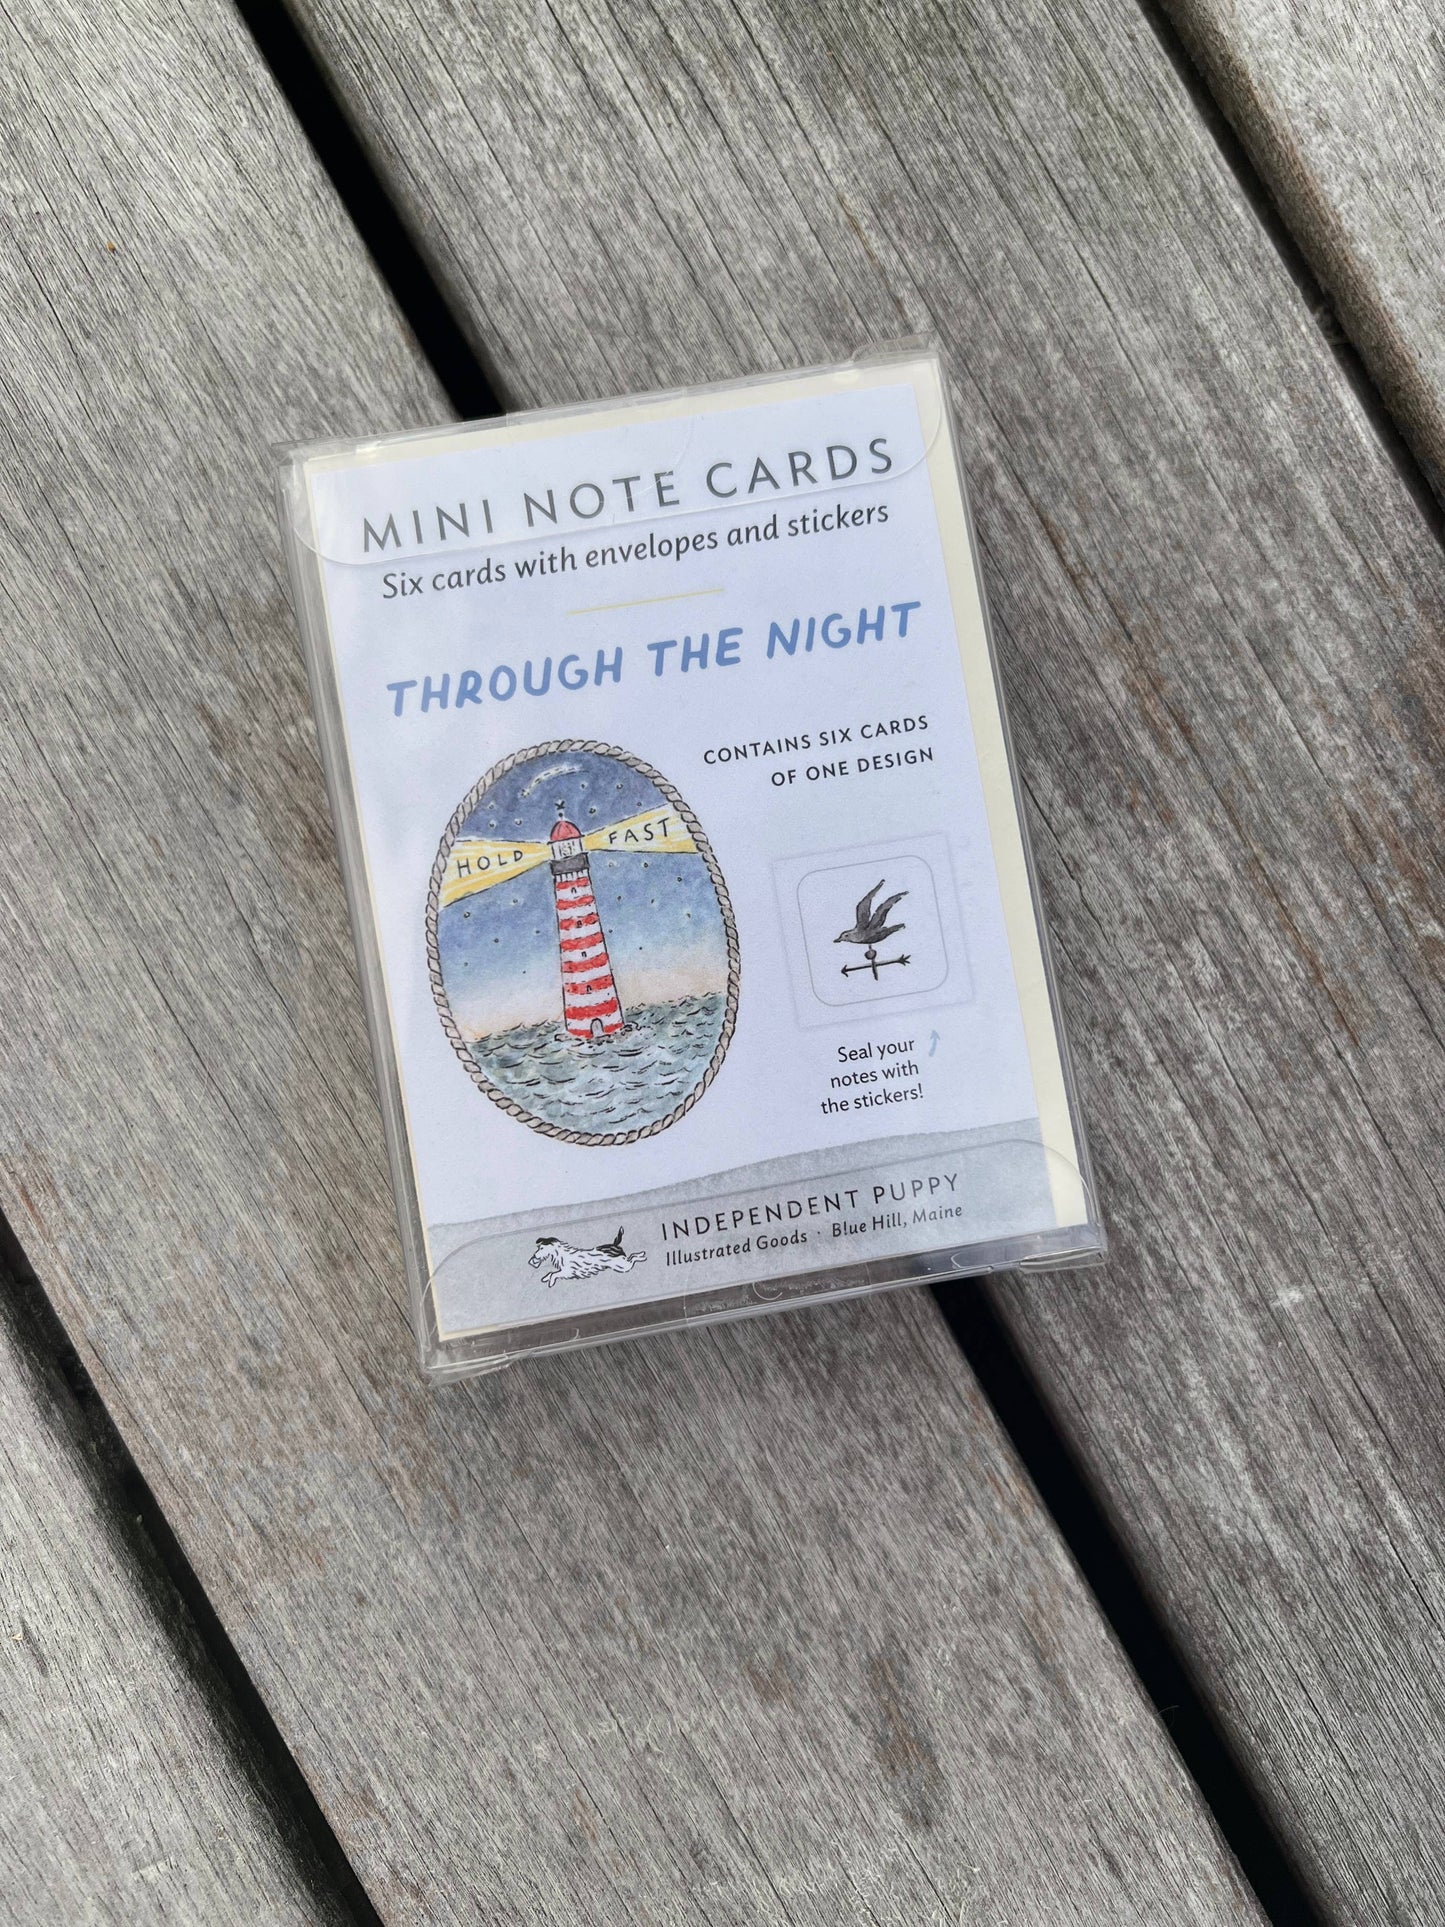 MINI NOTE CARDS
Six cards with envelopes and stickers
THROUGH THE NIGHT
CONTAINS SIX CARDS
OF ONE DESIGN
HOLD FAST
Seal your
notes with
the stickers!
INDEPENDENT PUPPY
Illustrated Goods · Blue Hill, Maine